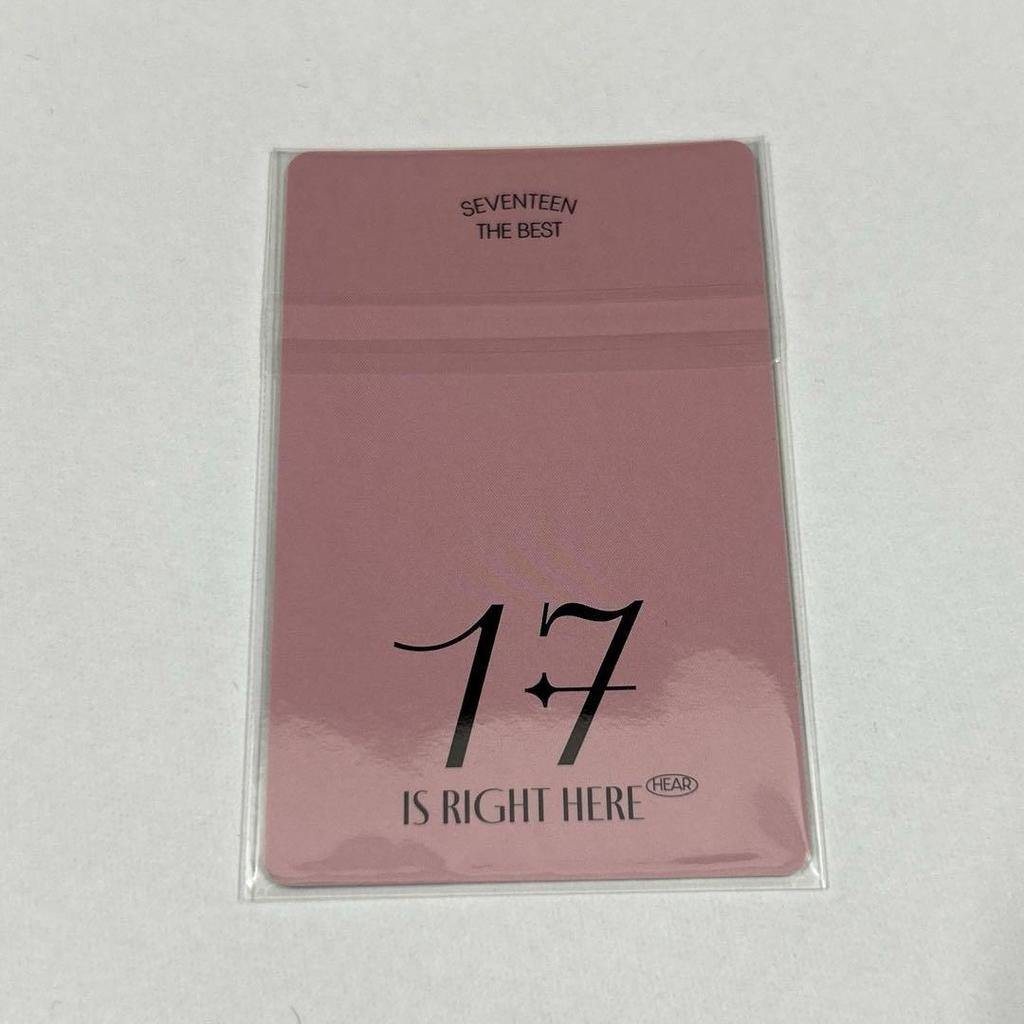 SEVENTEEN
THE BEST
17
IS RIGHT HERE HEAR